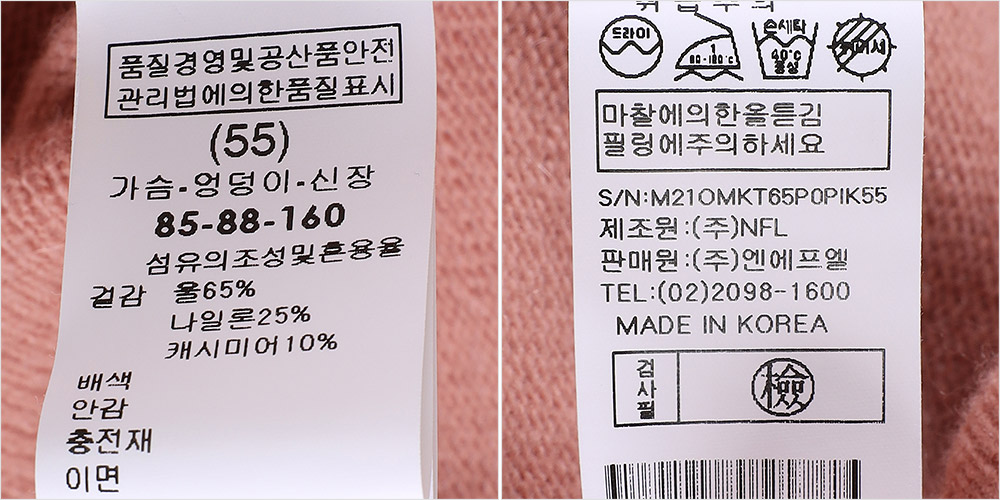 품질경영및공산품안전
관리법에의한품질표시
(55)
가슴-엉덩이-신장
85-88-160
섬유의조성및혼용율
겉감 울65%
나일론25%
캐시미어10%
배색
안감
충전재
이면
취급주의
드라이
1
80-160℃
손세탁
40℃
중성
마찰에의한올튿김
필링에주의하세요
S/N:M21OMKT65P0PIK55
제조원:(주)NFL
판매원:(주)엔에프엘
TEL:(02)2098-1600
MADE IN KOREA
검사필
檢